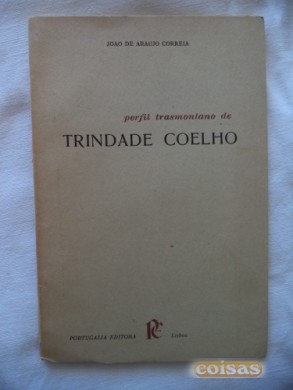 JOÃO DE ARAÚJO CORREIA
perfil trasmontano de
TRINDADE COELHO
PORTUGÁLIA EDITORA
Lisboa
coisas